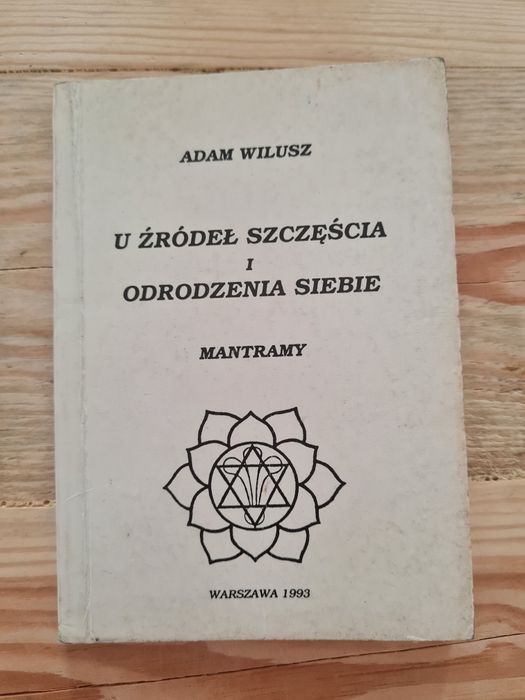 ADAM WILUSZ
U ŹRÓDEŁ SZCZĘŚCIA
I
ODRODZENIA SIEBIE
MANTRAMY
WARSZAWA 1993